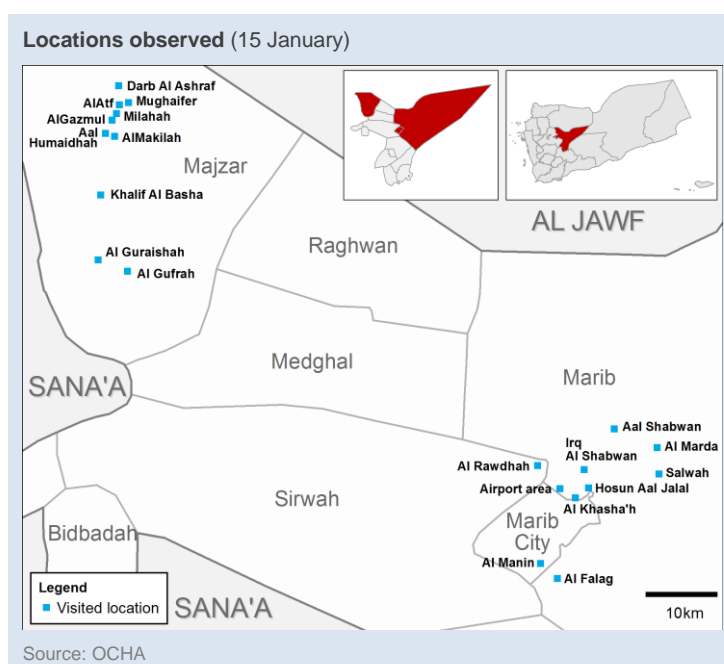 Locations observed (15 January)
Darb Al Ashraf
AlAtf
Mughaifer
Milahah
AlGazmul
Aal
Humaidhah
AlMakilah
Majzar
Khalif Al Basha
AL JAWF
Raghwan
Al Guraishah
Al Gufrah
Medghal
SANA'A
Marib
Aal Shabwan
Irq
Al Shabwan
Al Marda
Al Rawdhah
Salwah
Airport area
Hosun Aal Jalal
Sirwah
Al Khasha'h
Marib
City
Bidbadah
Al Manin
Al Falag
Legend
Visited location
SANA'A
10km
Source: OCHA